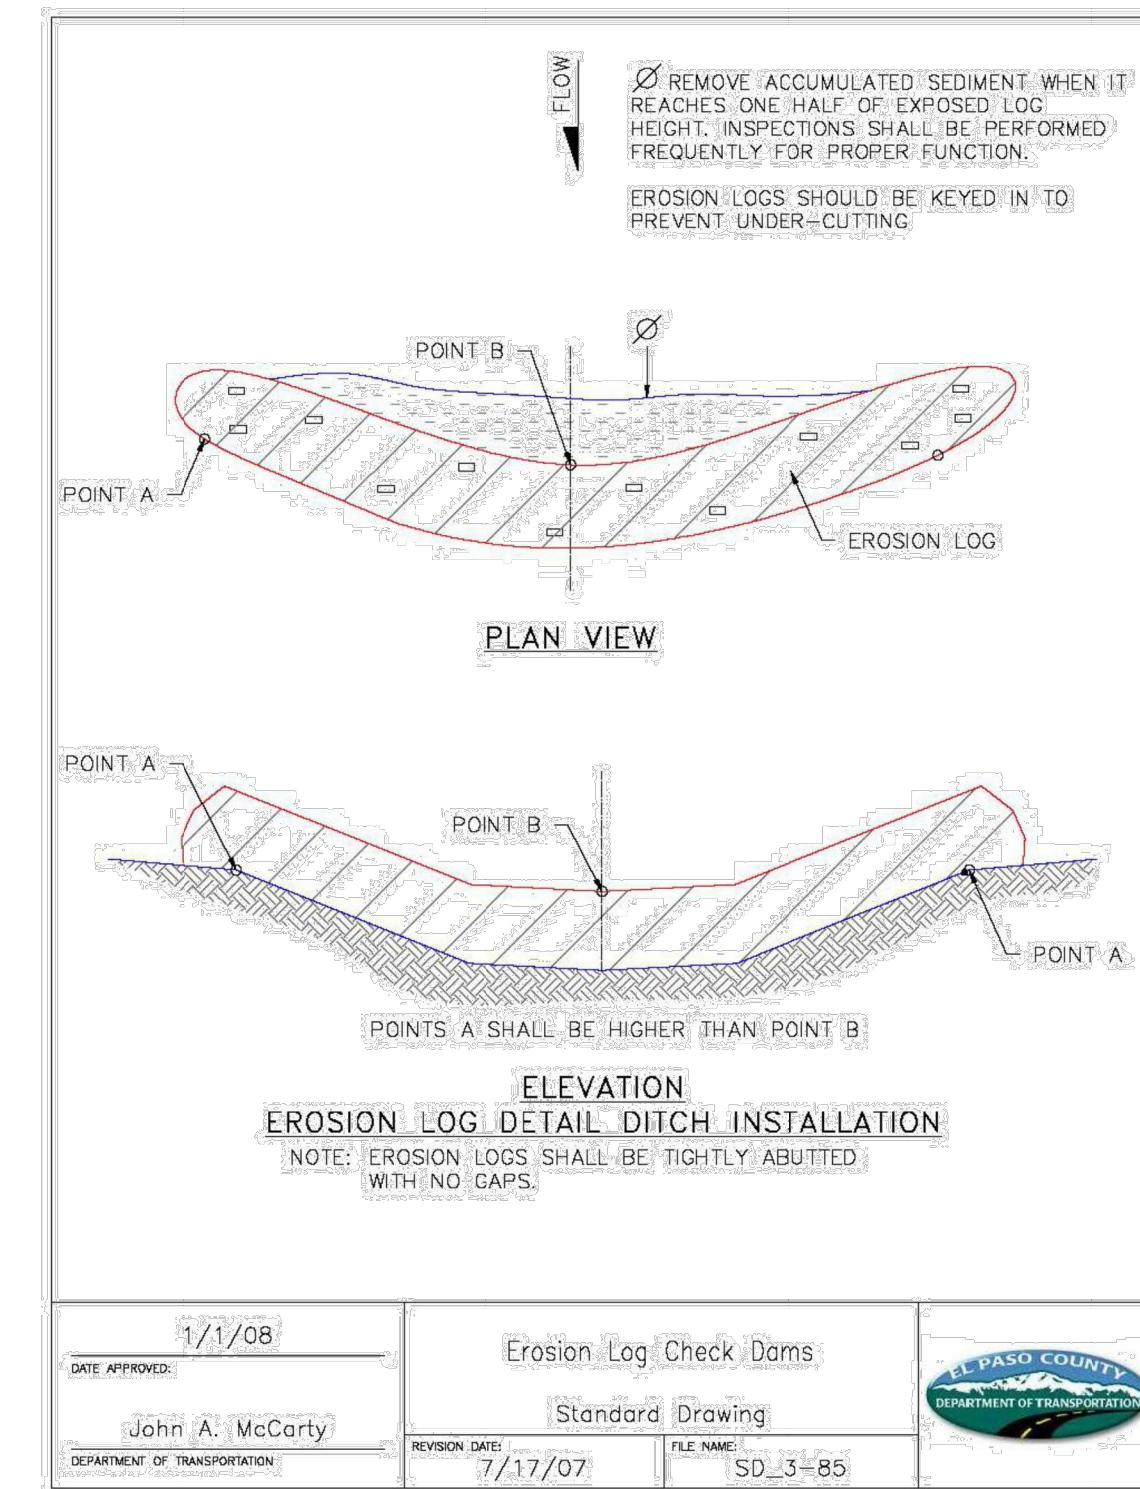 FLOW
Ø REMOVE ACCUMULATED SEDIMENT WHEN IT
REACHES ONE HALF OF EXPOSED LOG
HEIGHT. INSPECTIONS SHALL BE PERFORMED
FREQUENTLY FOR PROPER FUNCTION.
EROSION LOGS SHOULD BE KEYED IN TO
PREVENT UNDER-CUTTING
Ø
POINT B
POINT A
EROSION LOG
PLAN VIEW
POINT A
POINT B
POINT A
POINTS A SHALL BE HIGHER THAN POINT B
ELEVATION
EROSION LOG DETAIL DITCH INSTALLATION
NOTE: EROSION LOGS SHALL BE TIGHTLY ABUTTED
WITH NO GAPS.
1/1/08
DATE APPROVED:
John A. McCarty
DEPARTMENT OF TRANSPORTATION
Erosion Log Check Dams
Standard Drawing
REVISION DATE:
7/17/07
FILE NAME:
SD_3-85
EL PASO COUNTY
DEPARTMENT OF TRANSPORTATION